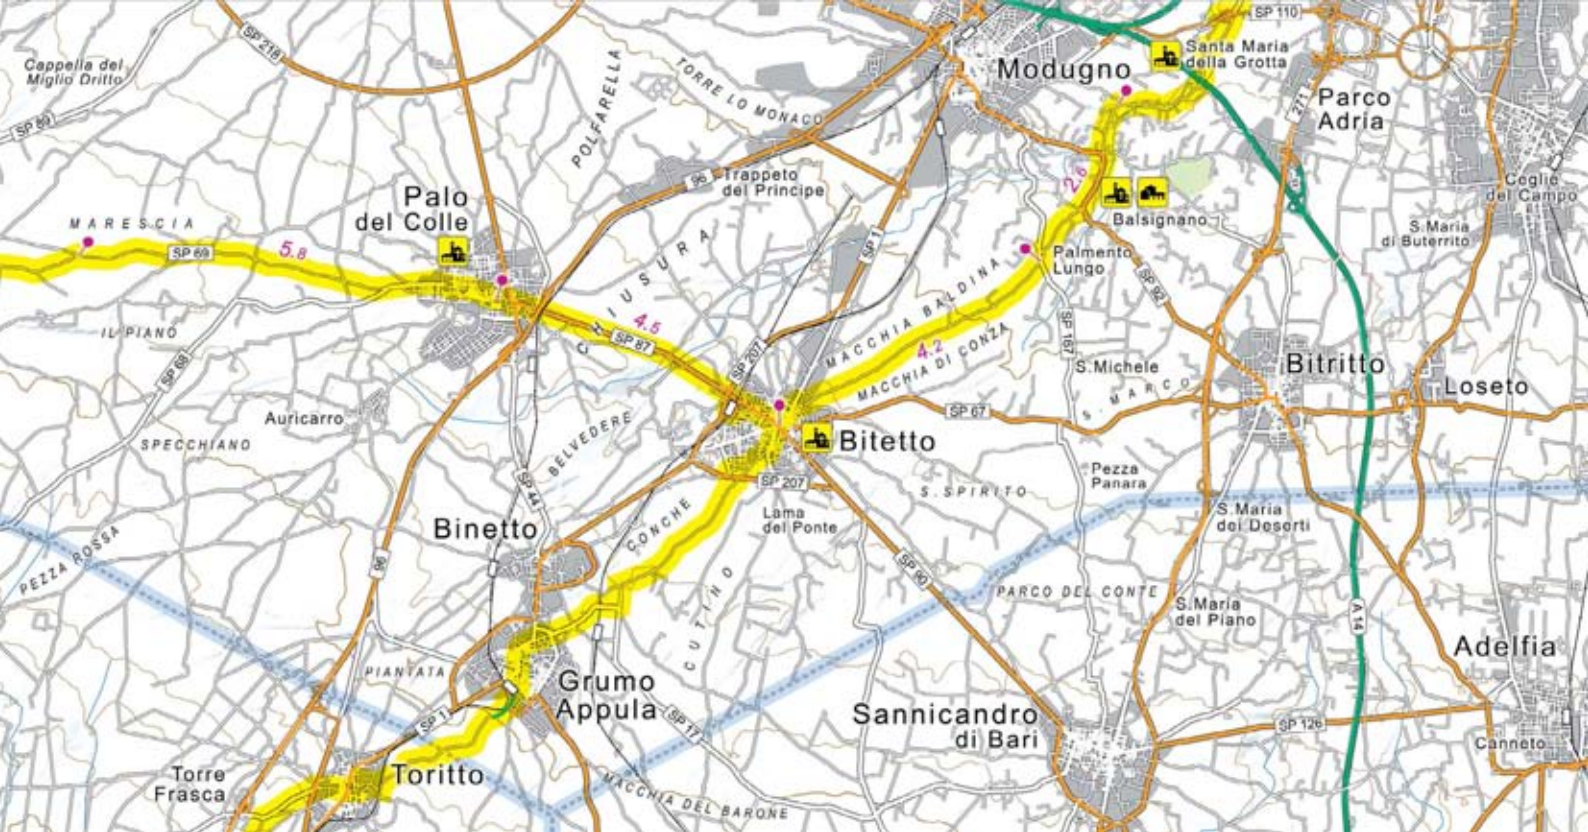 SP 110
SP 218
Cappella del
Miglio Dritto
Santa Maria
della Grotta
Modugno
POLFARELLA
TORRE LO MONACO
Parco
Adria
271
SP 89
96
Trappeto
del Principe
2.6
Ceglie
del Campo
Palo
del Colle
MARESCIA
SP 69
5.8
Balsignano
S.Maria
di Buterrito
SP 1
Palmento
Lungo
SP 92
CHIUSURA
MACCHIA BALDINA
4.5
SP 87
IL PIANO
SP 68
SP 207
4.2
MACCHIA DI CONZA
SP 167
S.Michele
S. MARCO
Bitritto
Loseto
Auricarro
SP 67
SPECCHIANO
BELVEDERE
Bitetto
SP 207
S.SPIRITO
Pezza
Panara
SP 44
Binetto
CONCHE
Lama
del Ponte
S.Maria
dei Deserti
PEZZA ROSSA
96
SP 90
PARCO DEL CONTE
CUTINO
S.Maria
del Piano
A 14
Adelfia
PIANTATA
Grumo
Appula
SP 1
SP 17
Sannicandro
di Bari
SP 126
Canneto
Torre
Frasca
Toritto
MACCHIA DEL BARONE